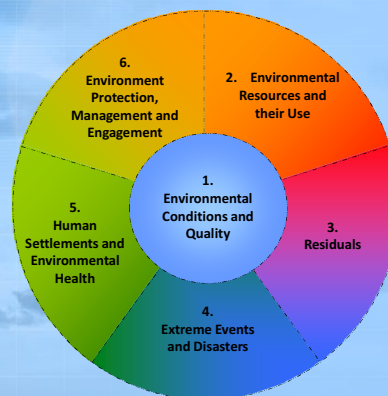 1.
Environmental
Conditions and
Quality
2. Environmental
Resources and
their Use
3.
Residuals
4.
Extreme Events
and Disasters
5.
Human
Settlements and
Environmental
Health
6.
Environment
Protection,
Management and
Engagement